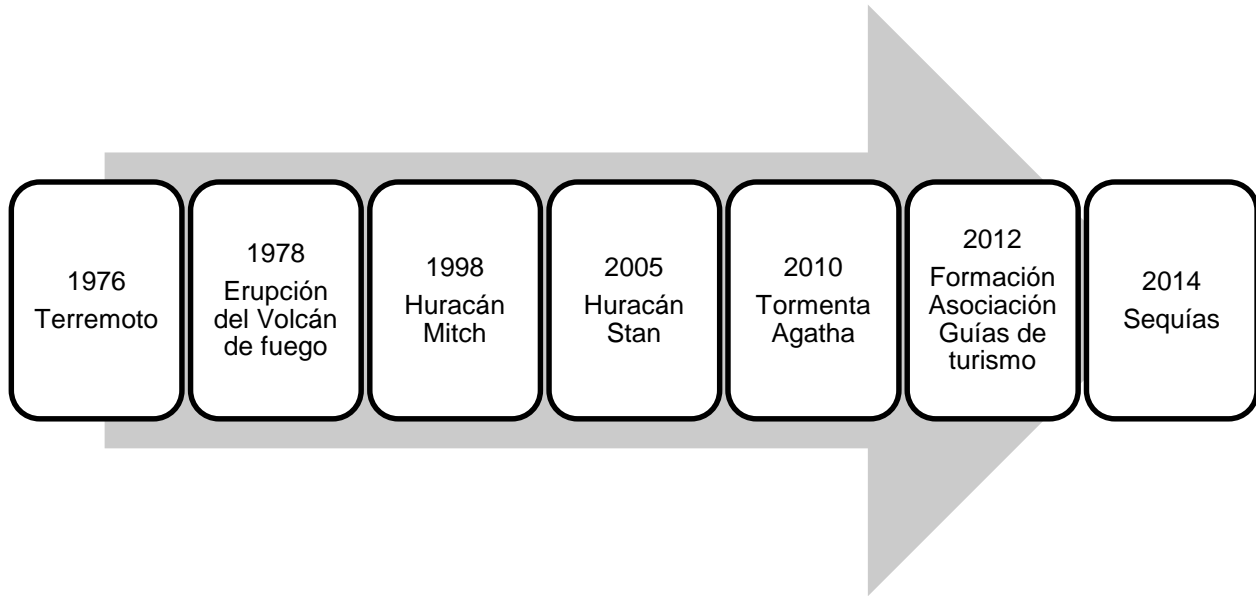 1976
Terremoto
1978
Erupción
del Volcán
de fuego
1998
Huracán
Mitch
2005
Huracán
Stan
2010
Tormenta
Agatha
2012
Formación
Asociación
Guías de
turismo
2014
Sequías